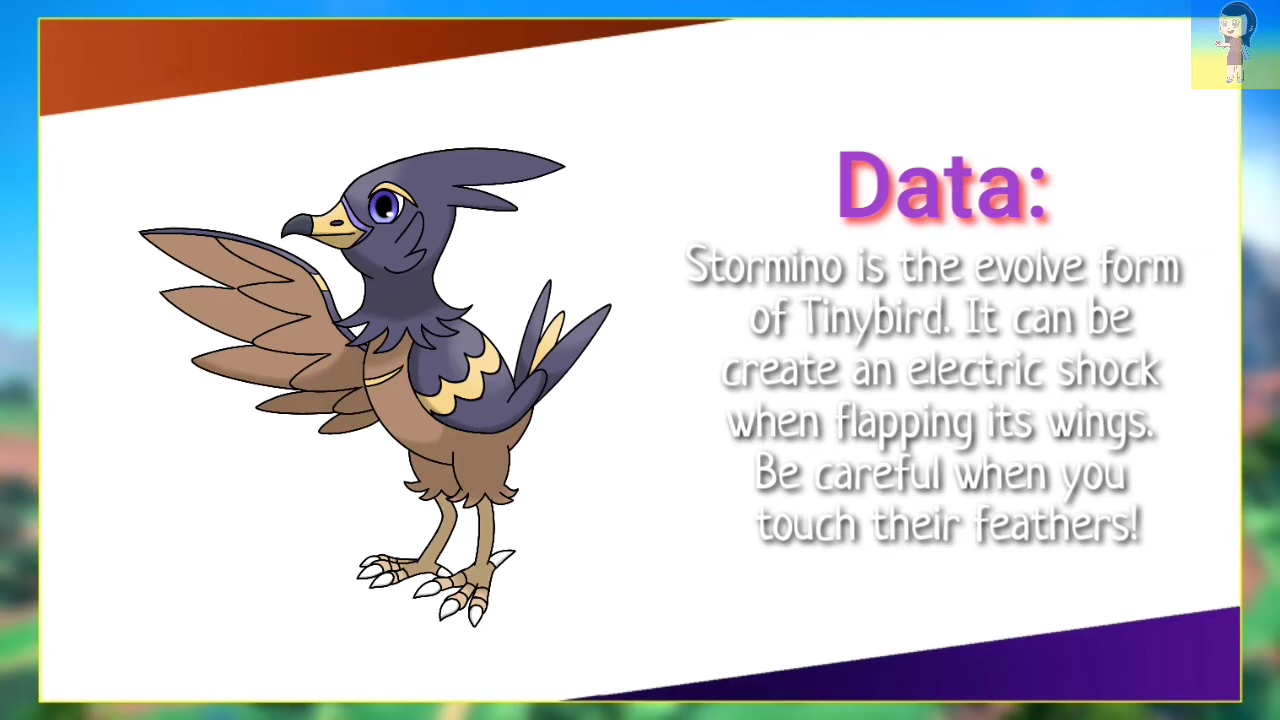 Data:
Stormino is the evolve form
of Tinybird. It can be
create an electric shock
when flapping its wings.
Be careful when you
touch their feathers!